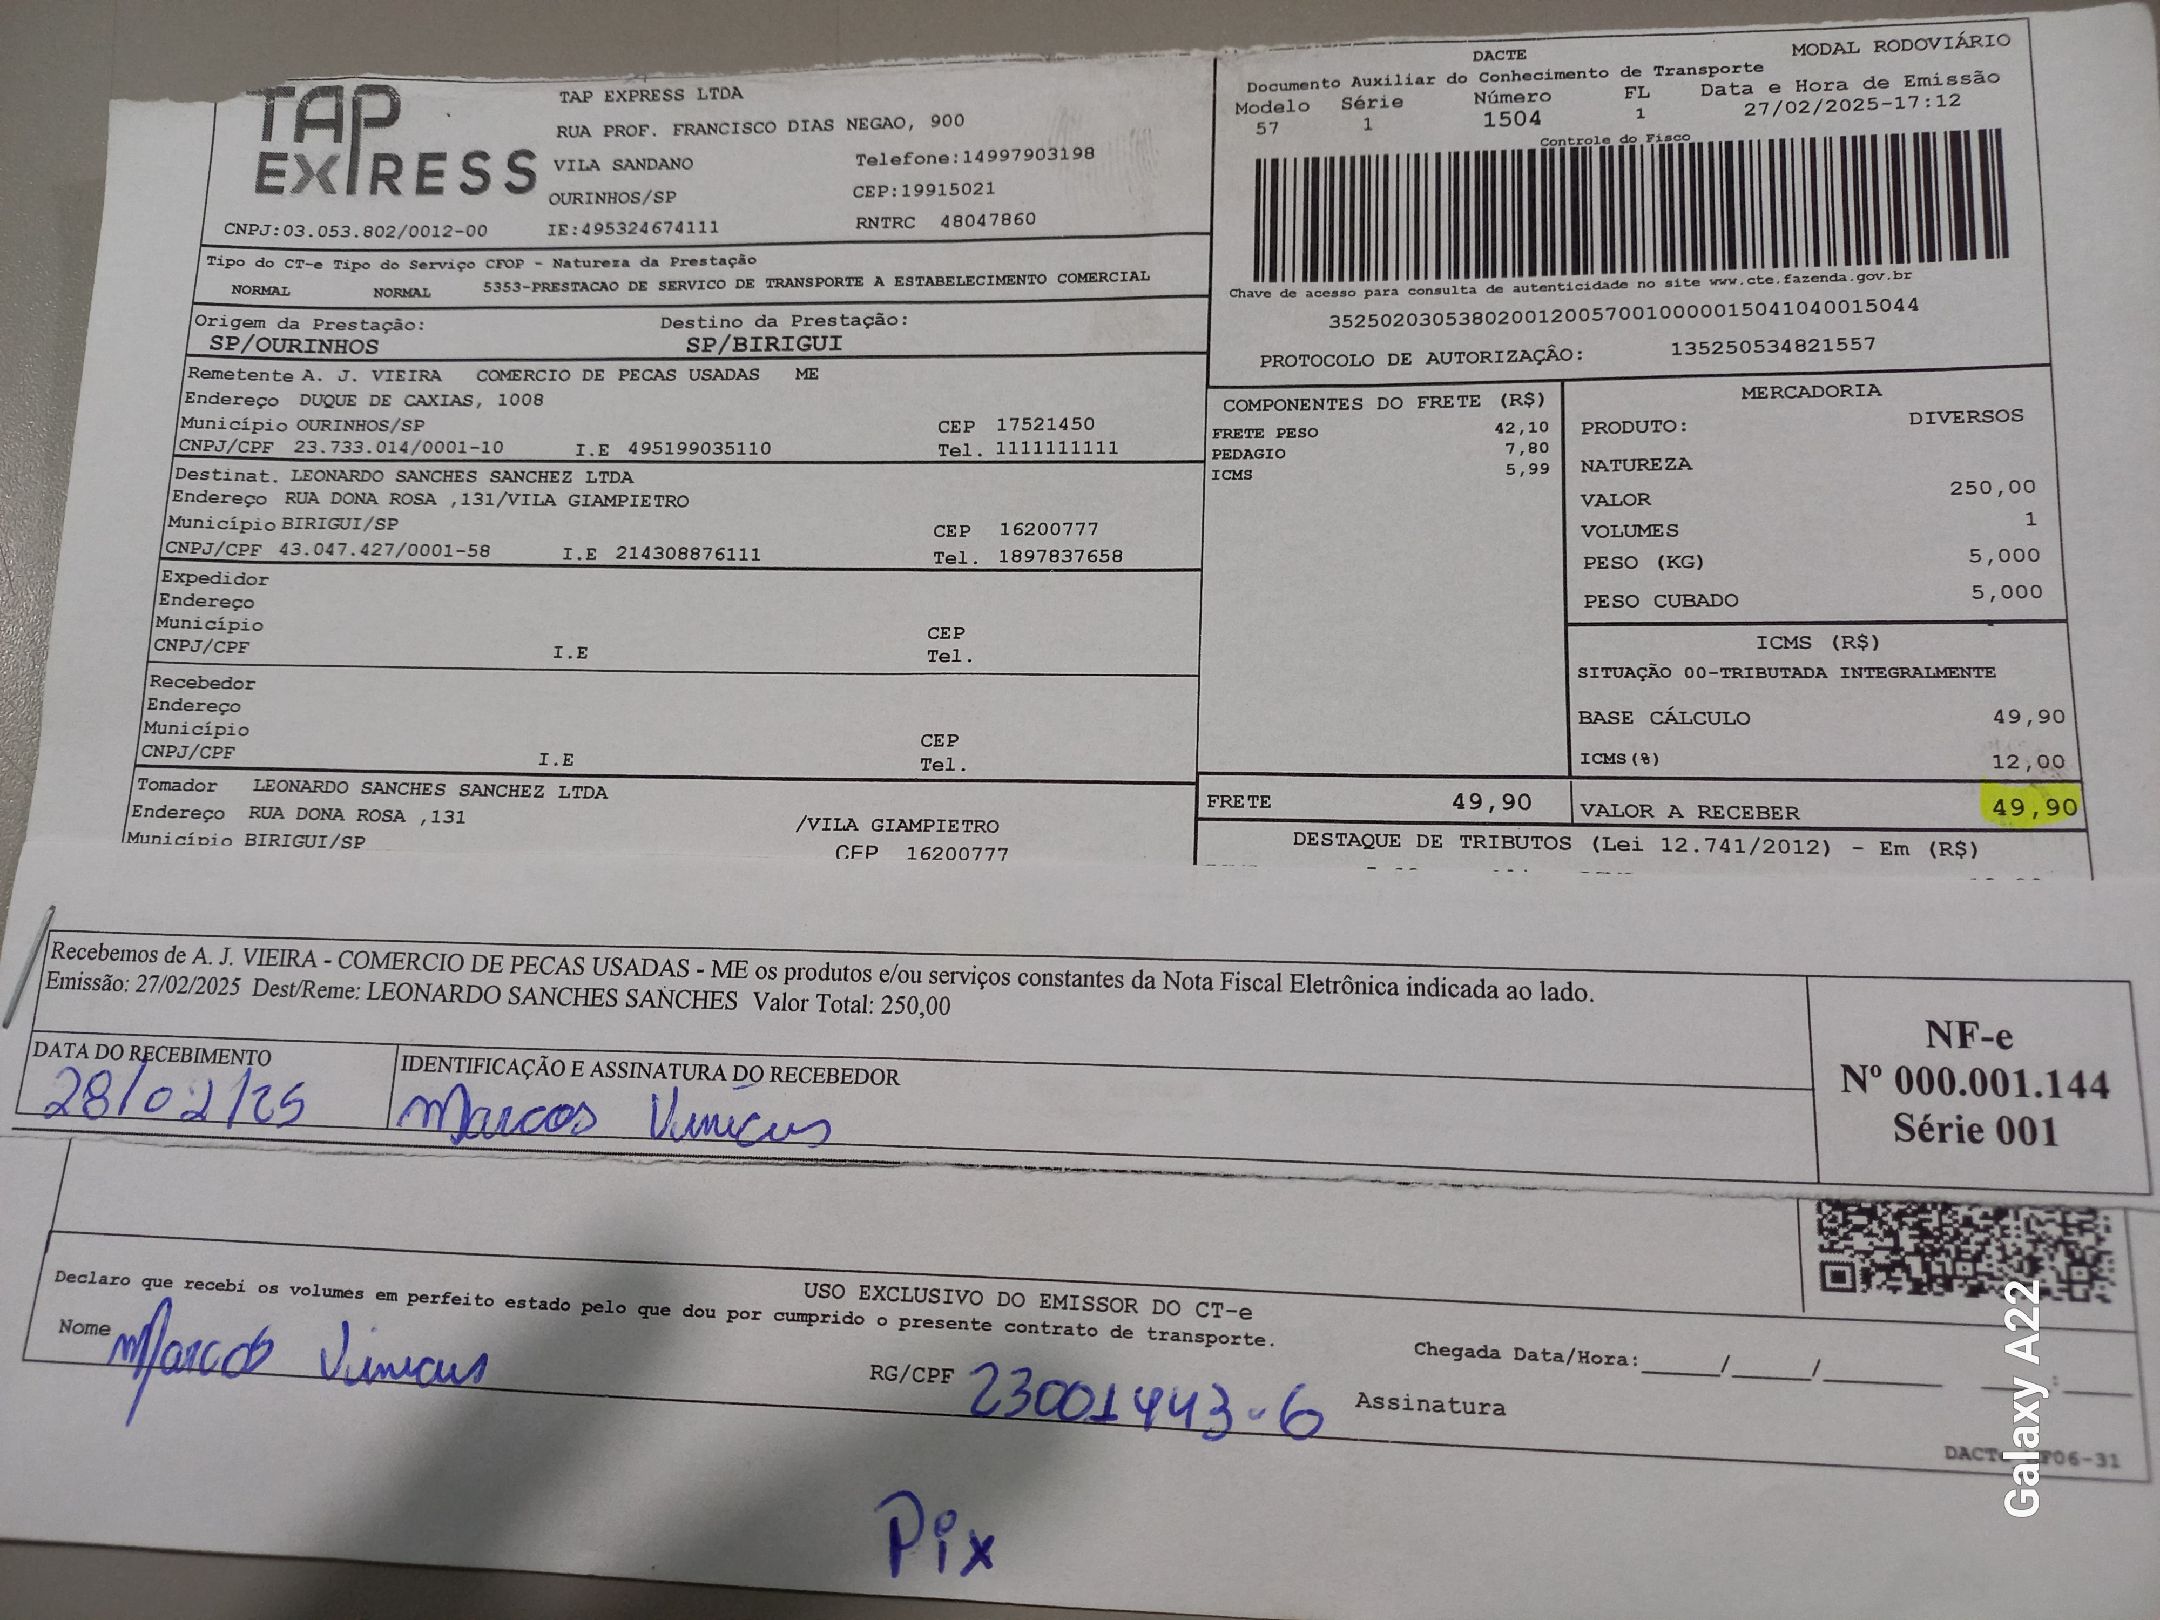 TAP
EXPRESS
TAP EXPRESS LTDA
RUA PROF. FRANCISCO DIAS NEGAO, 900
VILA SANDANO
Telefone:14997903198
OURINHOS/SP
CEP:19915021
CNPJ:03.053.802/0012-00
IE:495324674111
RNTRC 48047860
DACTE
MODAL RODOVIÁRIO
Documento Auxiliar do Conhecimento de Transporte
Modelo Série Número FL Data e Hora de Emissão
57 1 1504 1 27/02/2025-17:12
Controle do Fisco
Chave de acesso para consulta de autenticidade no site www.cte.fazenda.gov.br
35250203053802001200570010000015041040015044
PROTOCOLO DE AUTORIZAÇÃO: 135250534821557
Tipo do CT-e Tipo do Serviço CFOP - Natureza da Prestação
NORMAL NORMAL 5353-PRESTACAO DE SERVICO DE TRANSPORTE A ESTABELECIMENTO COMERCIAL
Origem da Prestação: Destino da Prestação:
SP/OURINHOS SP/BIRIGUI
Remetente A. J. VIEIRA COMERCIO DE PECAS USADAS ME
Endereço DUQUE DE CAXIAS, 1008
Município OURINHOS/SP CEP 17521450
CNPJ/CPF 23.733.014/0001-10 I.E 495199035110 Tel. 1111111111
Destinat. LEONARDO SANCHES SANCHEZ LTDA
Endereço RUA DONA ROSA ,131/VILA GIAMPIETRO
Município BIRIGUI/SP CEP 16200777
CNPJ/CPF 43.047.427/0001-58 I.E 214308876111 Tel. 1897837658
Expedidor
Endereço
Município CEP
CNPJ/CPF I.E Tel.
Recebedor
Endereço
Município CEP
CNPJ/CPF I.E Tel.
Tomador LEONARDO SANCHES SANCHEZ LTDA
Endereço RUA DONA ROSA ,131 /VILA GIAMPIETRO
Município BIRIGUI/SP CEP 16200777
COMPONENTES DO FRETE (R$)
FRETE PESO 42,10
PEDAGIO 7,80
ICMS 5,99
MERCADORIA
PRODUTO: DIVERSOS
NATUREZA
VALOR 250,00
VOLUMES 1
PESO (KG) 5,000
PESO CUBADO 5,000
ICMS (R$)
SITUAÇÃO 00-TRIBUTADA INTEGRALMENTE
BASE CÁLCULO 49,90
ICMS(%) 12,00
FRETE 49,90 VALOR A RECEBER 49,90
DESTAQUE DE TRIBUTOS (Lei 12.741/2012) - Em (R$)
Recebemos de A. J. VIEIRA - COMERCIO DE PECAS USADAS - ME os produtos e/ou serviços constantes da Nota Fiscal Eletrônica indicada ao lado.
Emissão: 27/02/2025 Dest/Reme: LEONARDO SANCHES SANCHES Valor Total: 250,00
DATA DO RECEBIMENTO IDENTIFICAÇÃO E ASSINATURA DO RECEBEDOR
28/02/25 Marcos Vinicus
NF-e
Nº 000.001.144
Série 001
USO EXCLUSIVO DO EMISSOR DO CT-e
Declaro que recebi os volumes em perfeito estado pelo que dou por cumprido o presente contrato de transporte.
Nome Marcos Vinicus RG/CPF 23001443-6 Chegada Data/Hora:____/____/______ ___:____
Assinatura
Pix
Galaxy A22